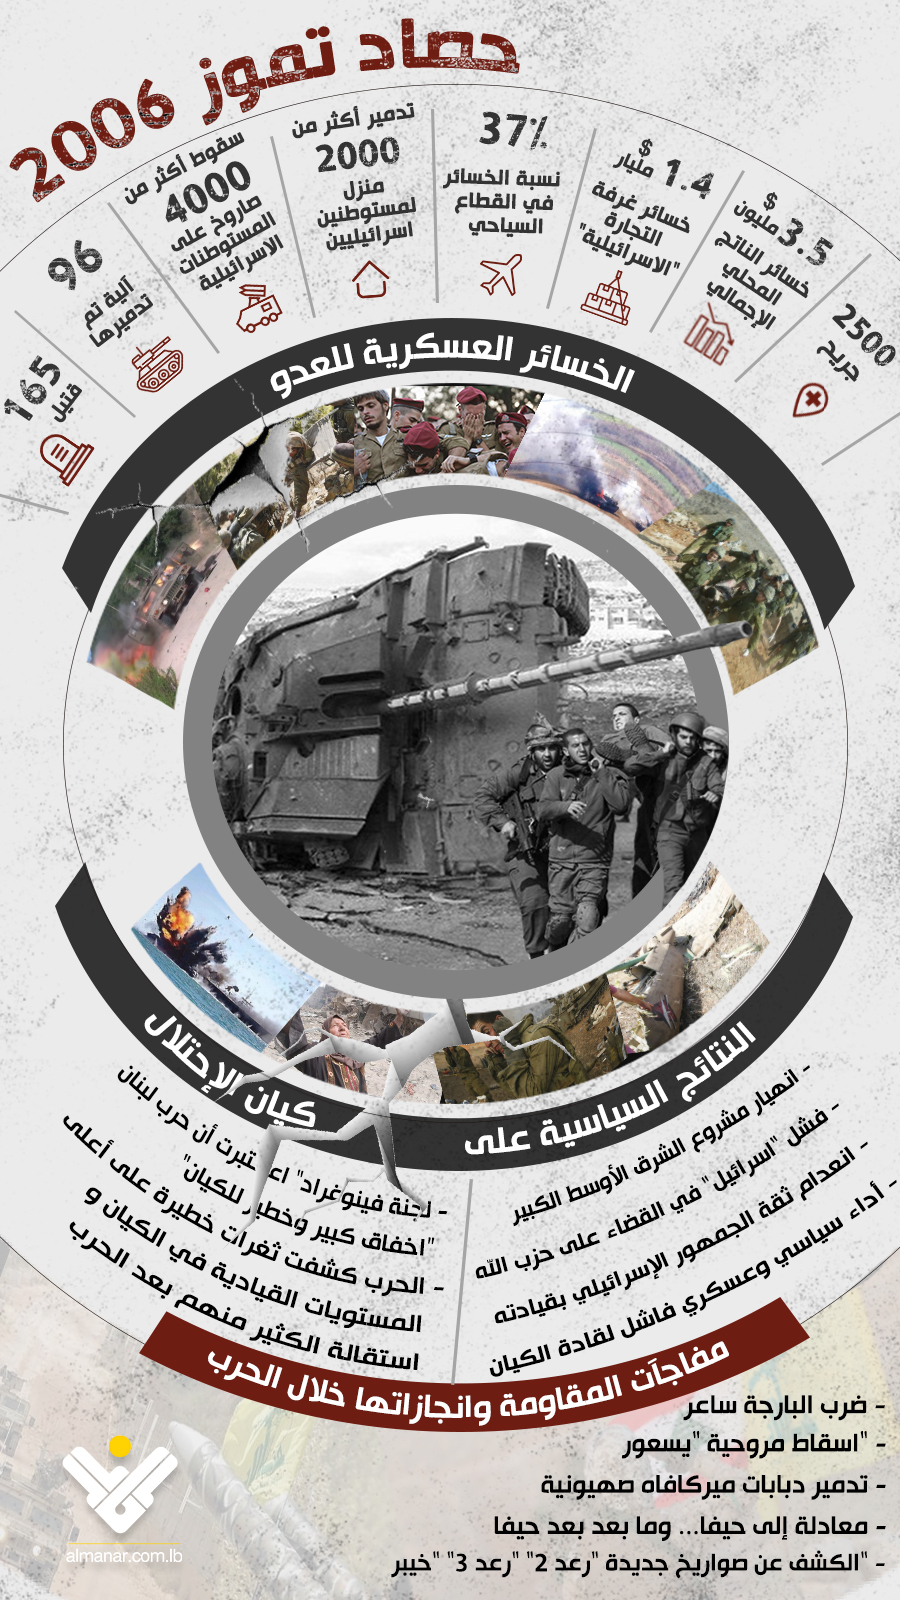 حصاد تموز 2006
165
قتيل
96
آلية تم
تدميرها
سقوط أكثر من
4000
صاروخ على
المستوطنات
الاسرائيلية
تدمير أكثر من
2000
منزل
لمستوطنين
اسرائيليين
37%
نسبة الخسائر
في القطاع
السياحي
1.4 مليار $
خسائر غرفة
التجارة
"الاسرائيلية"
3.5 مليون $
خسائر الناتج
المحلي
الإجمالي
2500
جريح
الخسائر العسكرية للعدو
النتائج السياسية على كيان الإحتلال
- انهيار مشروع الشرق الأوسط الكبير
- فشل "اسرائيل" في القضاء على حزب الله
- انعدام ثقة الجمهور الإسرائيلي بقيادته
- أداء سياسي وعسكري فاشل لقادة الكيان
- لجنة فينوغراد" اعتبرت أن حرب لبنان
"اخفاق كبير وخطير للكيان"
- الحرب كشفت ثغرات خطيرة على أعلى
المستويات القيادية في الكيان و
استقالة الكثير منهم بعد الحرب
مفاجآت المقاومة وانجازاتها خلال الحرب
- ضرب البارجة ساعر
- "اسقاط مروحية "يسعور
- تدمير دبابات ميركافاه صهيونية
- معادلة إلى حيفا... وما بعد بعد حيفا
- "الكشف عن صواريخ جديدة "رعد 2" "رعد 3" "خيبر
almanar.com.lb